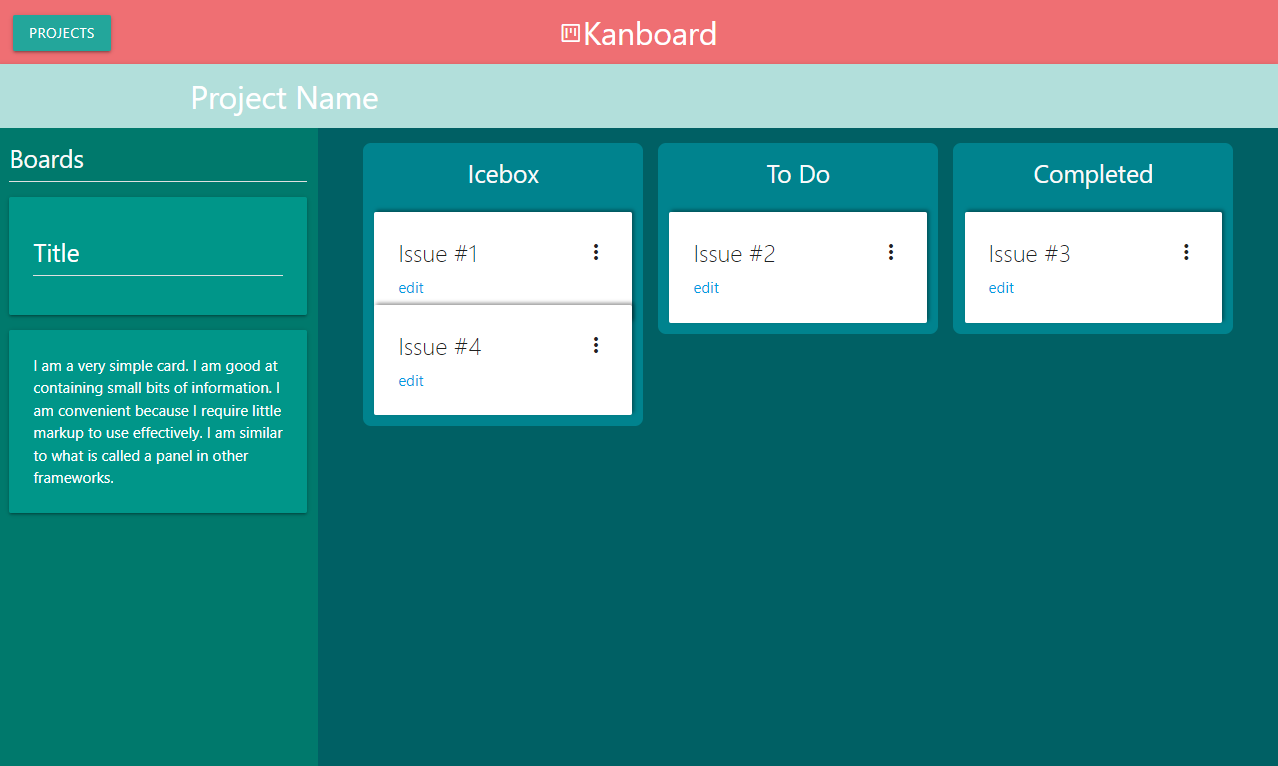 PROJECTS
Kanboard
Project Name
Boards
Title
I am a very simple card. I am good at
containing small bits of information. I
am convenient because I require little
markup to use effectively. I am similar
to what is called a panel in other
frameworks.
Icebox
Issue #1
edit
Issue #4
edit
To Do
Issue #2
edit
Completed
Issue #3
edit